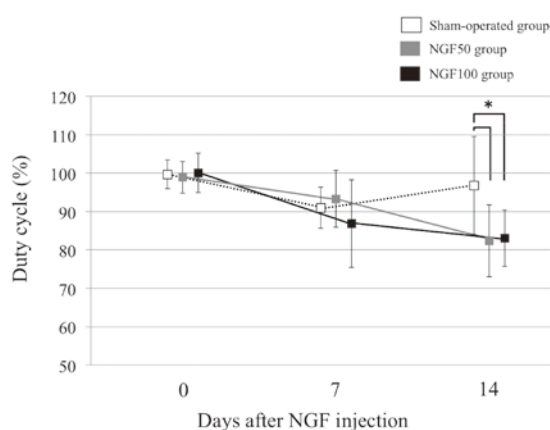 Sham-operated group
NGF50 group
NGF100 group
120
110
100
90
80
70
60
50
Duty cycle (%)
*
0 7 14
Days after NGF injection